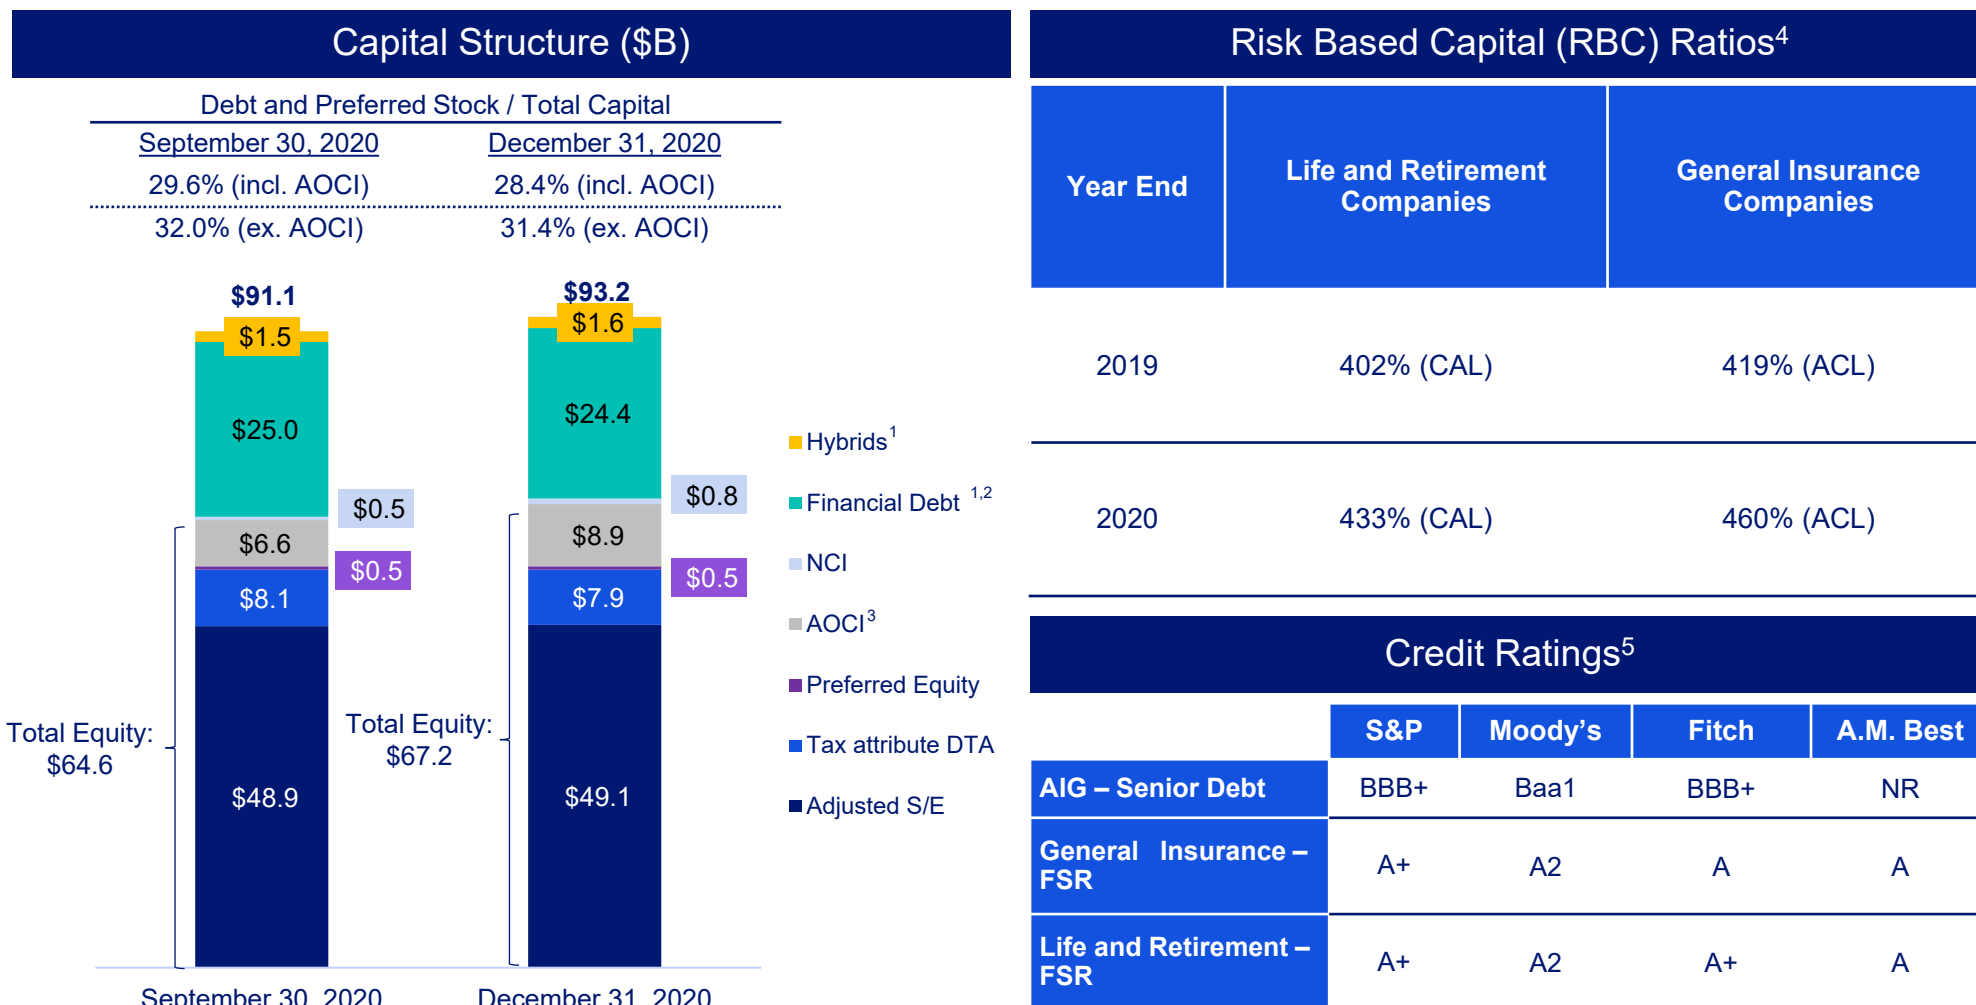 Capital Structure ($B)
Debt and Preferred Stock / Total Capital
September 30, 2020 December 31, 2020
29.6% (incl. AOCI) 28.4% (incl. AOCI)
32.0% (ex. AOCI) 31.4% (ex. AOCI)
$91.1 $93.2
$1.5 $1.6
$25.0 $24.4
$0.5 $0.8
$6.6 $8.9
$0.5 $0.5
$8.1 $7.9
$48.9 $49.1
Total Equity:
$64.6
Total Equity:
$67.2
September 30, 2020 December 31, 2020
Hybrids1
Financial Debt 1,2
NCI
AOCI3
Preferred Equity
Tax attribute DTA
Adjusted S/E
Risk Based Capital (RBC) Ratios4
Year End
Life and Retirement
Companies
General Insurance
Companies
2019 402% (CAL) 419% (ACL)
2020 433% (CAL) 460% (ACL)
Credit Ratings5
S&P Moody's Fitch A.M. Best
AIG – Senior Debt BBB+ Baa1 BBB+ NR
General Insurance –
FSR
A+ A2 A A
Life and Retirement –
FSR
A+ A2 A+ A